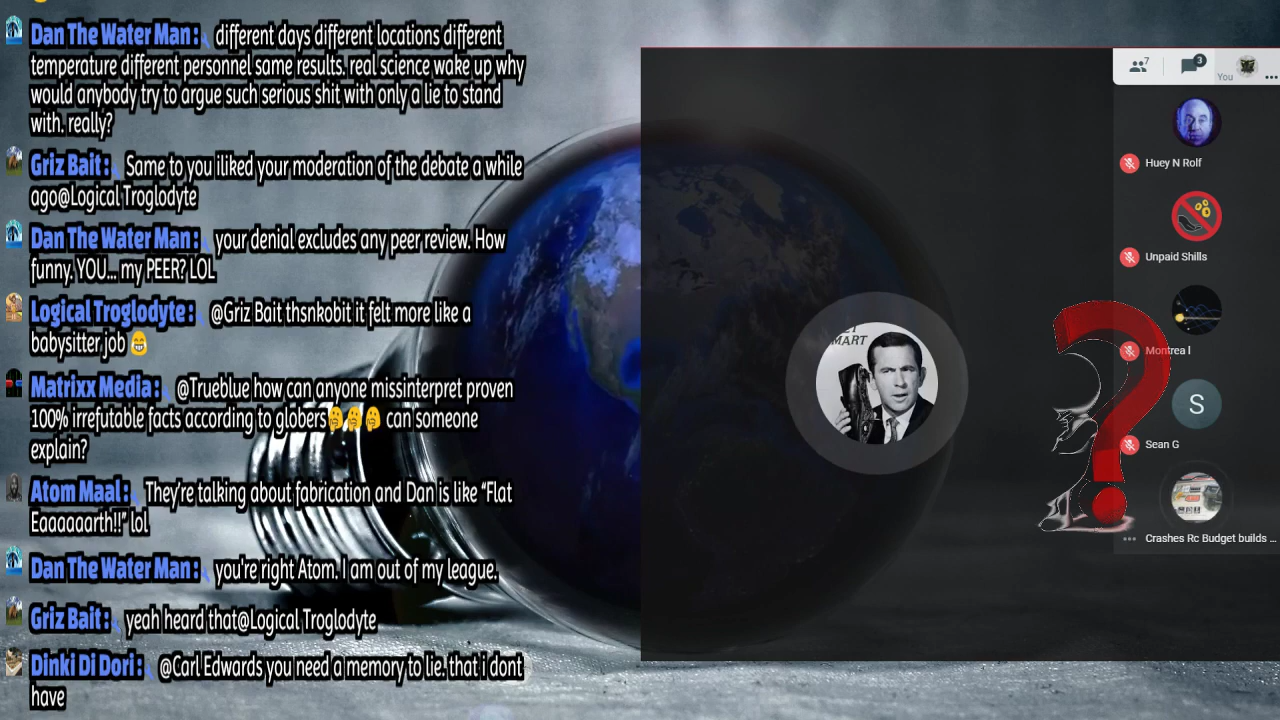 Dan The Water Man : different days different locations different
temperature different personnel same results. real science wake up why
would anybody try to argue such serious shit with only a lie to stand
with. really?
Griz Bait : Same to you iliked your moderation of the debate a while
ago@Logical Troglodyte
Dan The Water Man : your denial excludes any peer review. How
funny. YOU... my PEER? LOL
Logical Troglodyte : @Griz Bait thsnkobit it felt more like a
babysitter job 😁
Matrixx Media : @Trueblue how can anyone missinterpret proven
100% irrefutable facts according to globers🤔🤔🤔 can someone
explain?
Atom Maal : They're talking about fabrication and Dan is like “Flat
Eaaaaaarth!!” lol
Dan The Water Man : you're right Atom. I am out of my league.
Griz Bait : yeah heard that@Logical Troglodyte
Dinki Di Dori : @Carl Edwards you need a memory to lie. that i dont
have
MART
7
3
You
Huey N Rolf
Unpaid Shills
Montrea l
S
Sean G
Crashes Rc Budget builds ...
?